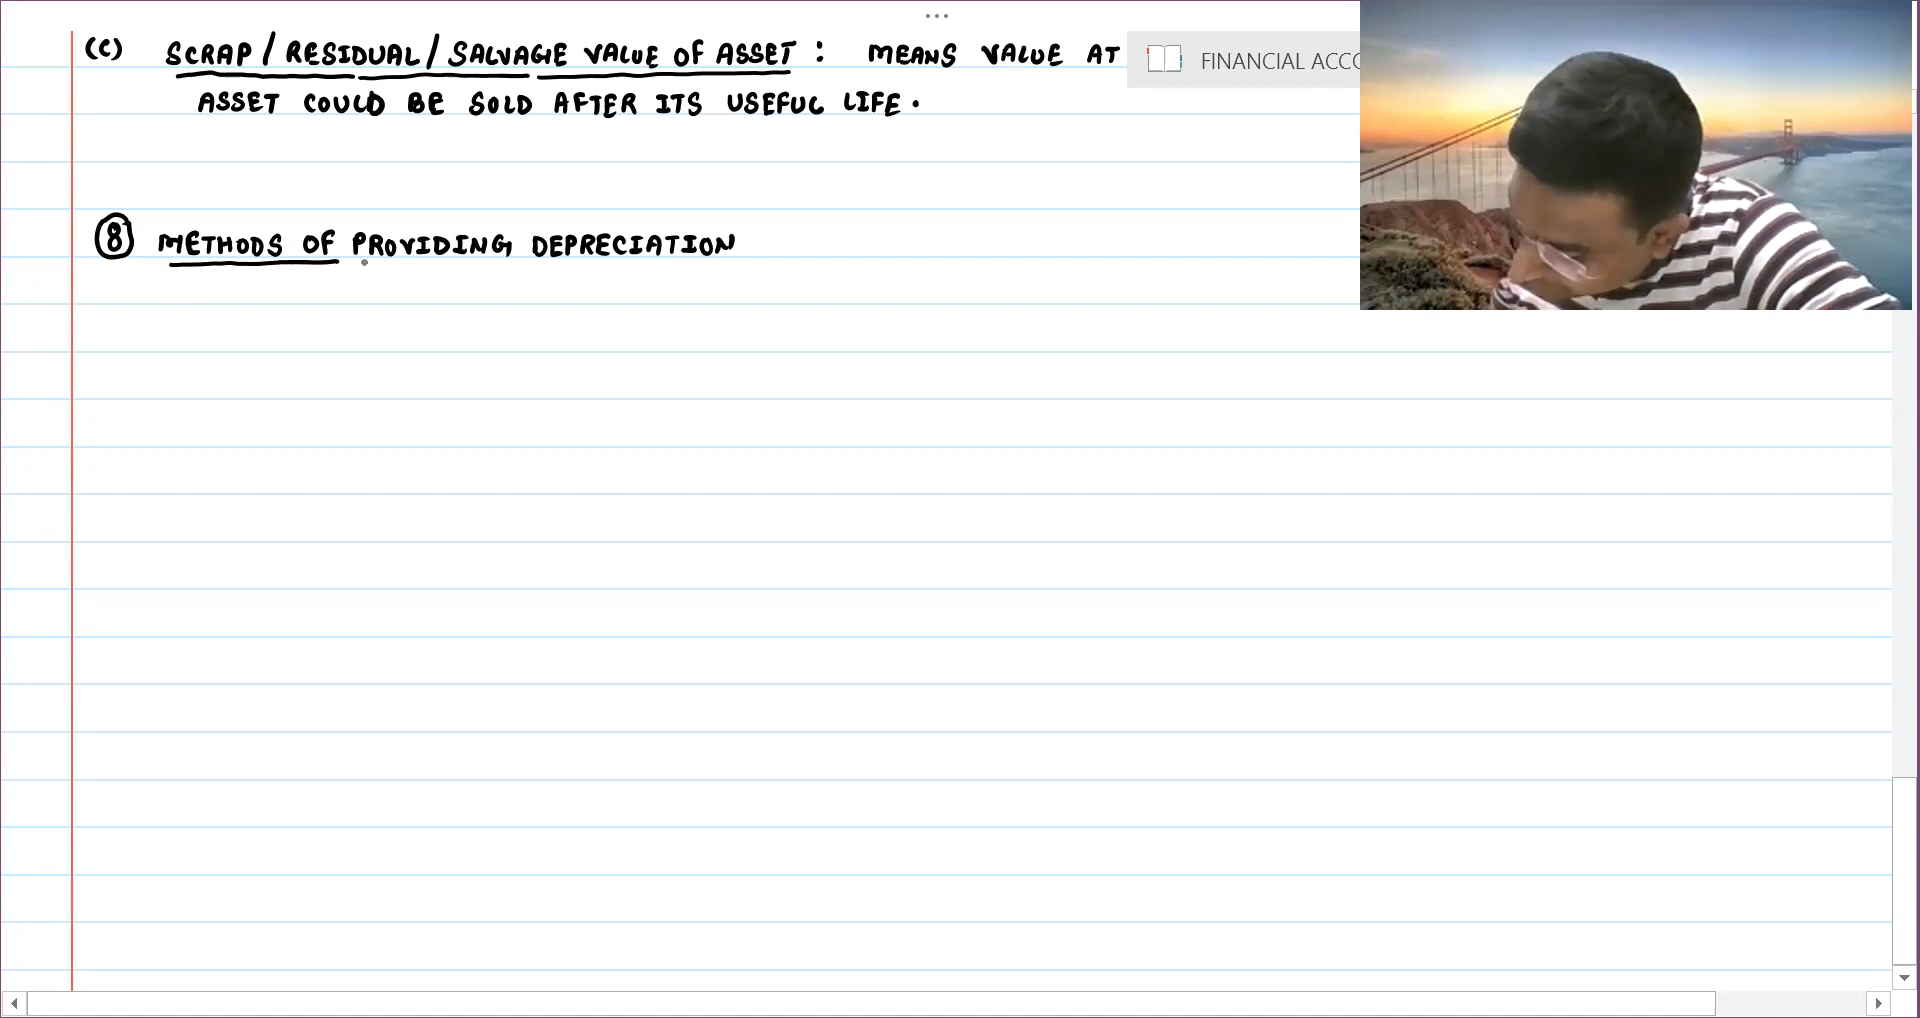 (C) SCRAP / RESIDUAL / SALVAGE VALUE OF ASSET : MEANS VALUE AT
FINANCIAL ACCO
ASSET COULD BE SOLD AFTER ITS USEFUL LIFE .
8 METHODS OF PROVIDING DEPRECIATION